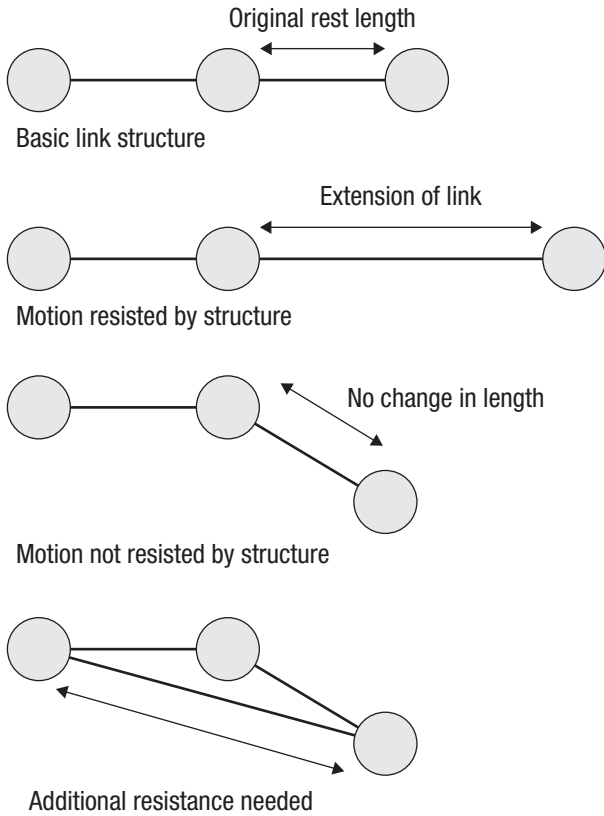 Original rest length
Basic link structure
Extension of link
Motion resisted by structure
No change in length
Motion not resisted by structure
Additional resistance needed